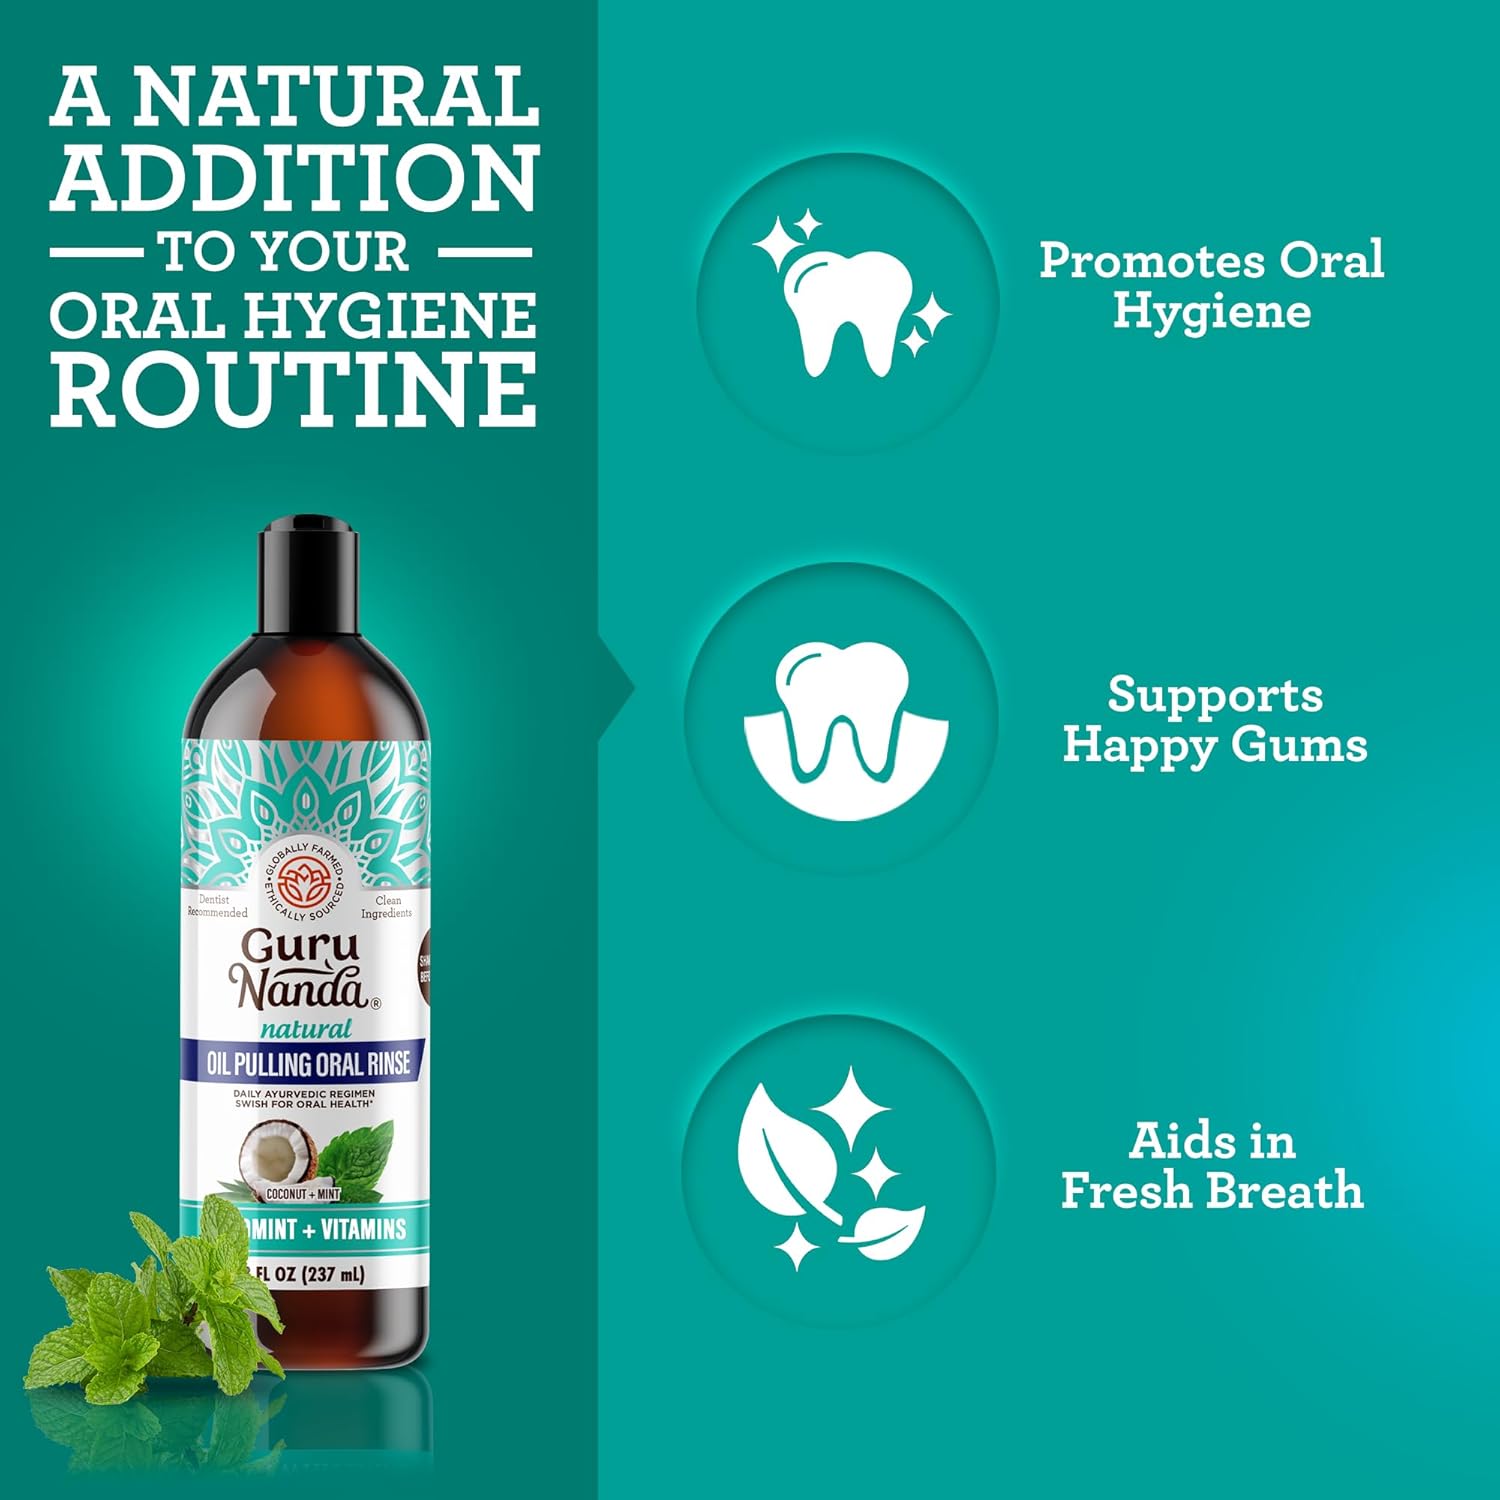 A NATURAL
ADDITION
TO YOUR
ORAL HYGIENE
ROUTINE
Promotes Oral
Hygiene
Supports
Happy Gums
Aids in
Fresh Breath
GLOBALLY FARMED
ETHICALLY SOURCED
Dentist
Recommended
Clean
Ingredients
Guru
Nanda®
natural
OIL PULLING ORAL RINSE
DAILY AYURVEDIC REGIMEN
SWISH FOR ORAL HEALTH*
COCONUT + MINT
MINT + VITAMINS
FL OZ (237 mL)